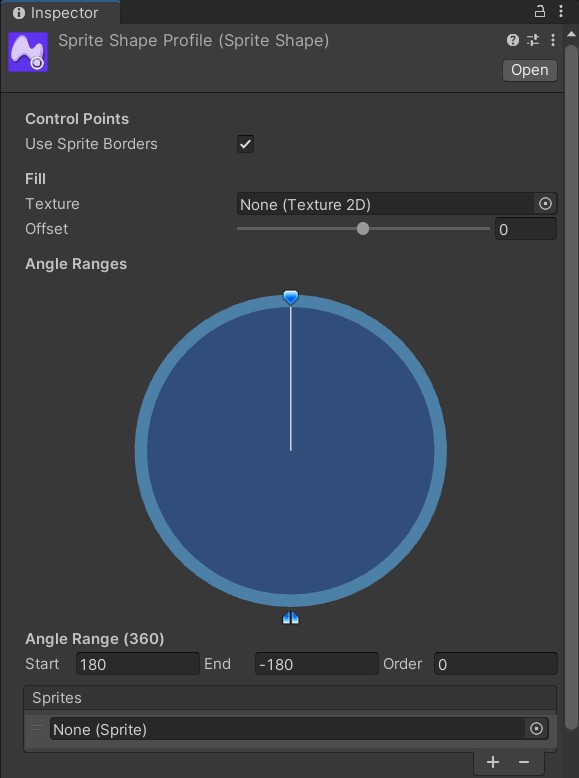 Inspector
Sprite Shape Profile (Sprite Shape)
Open
Control Points
Use Sprite Borders
Fill
Texture None (Texture 2D)
Offset 0
Angle Ranges
Angle Range (360)
Start 180 End -180 Order 0
Sprites
None (Sprite)